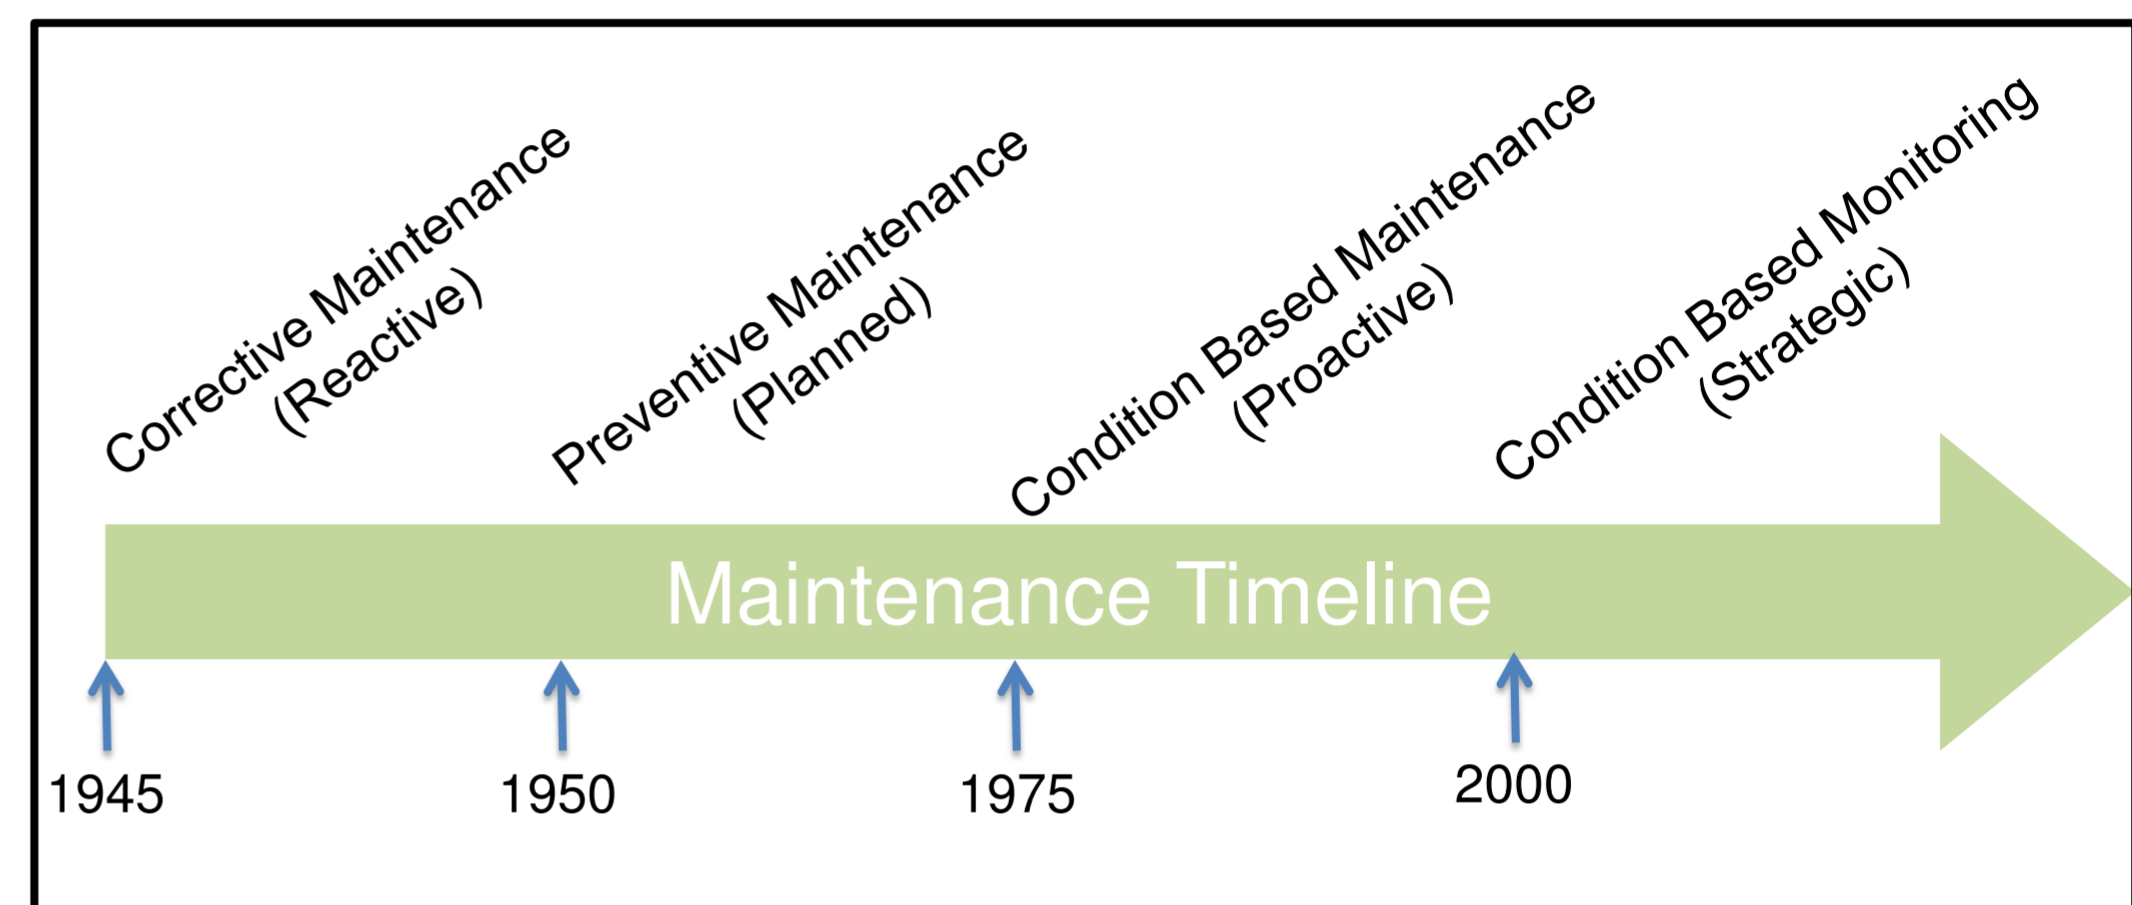 Corrective Maintenance
(Reactive)
Preventive Maintenance
(Planned)
Condition Based Maintenance
(Proactive)
Condition Based Monitoring
(Strategic)
Maintenance Timeline
1945
1950
1975
2000